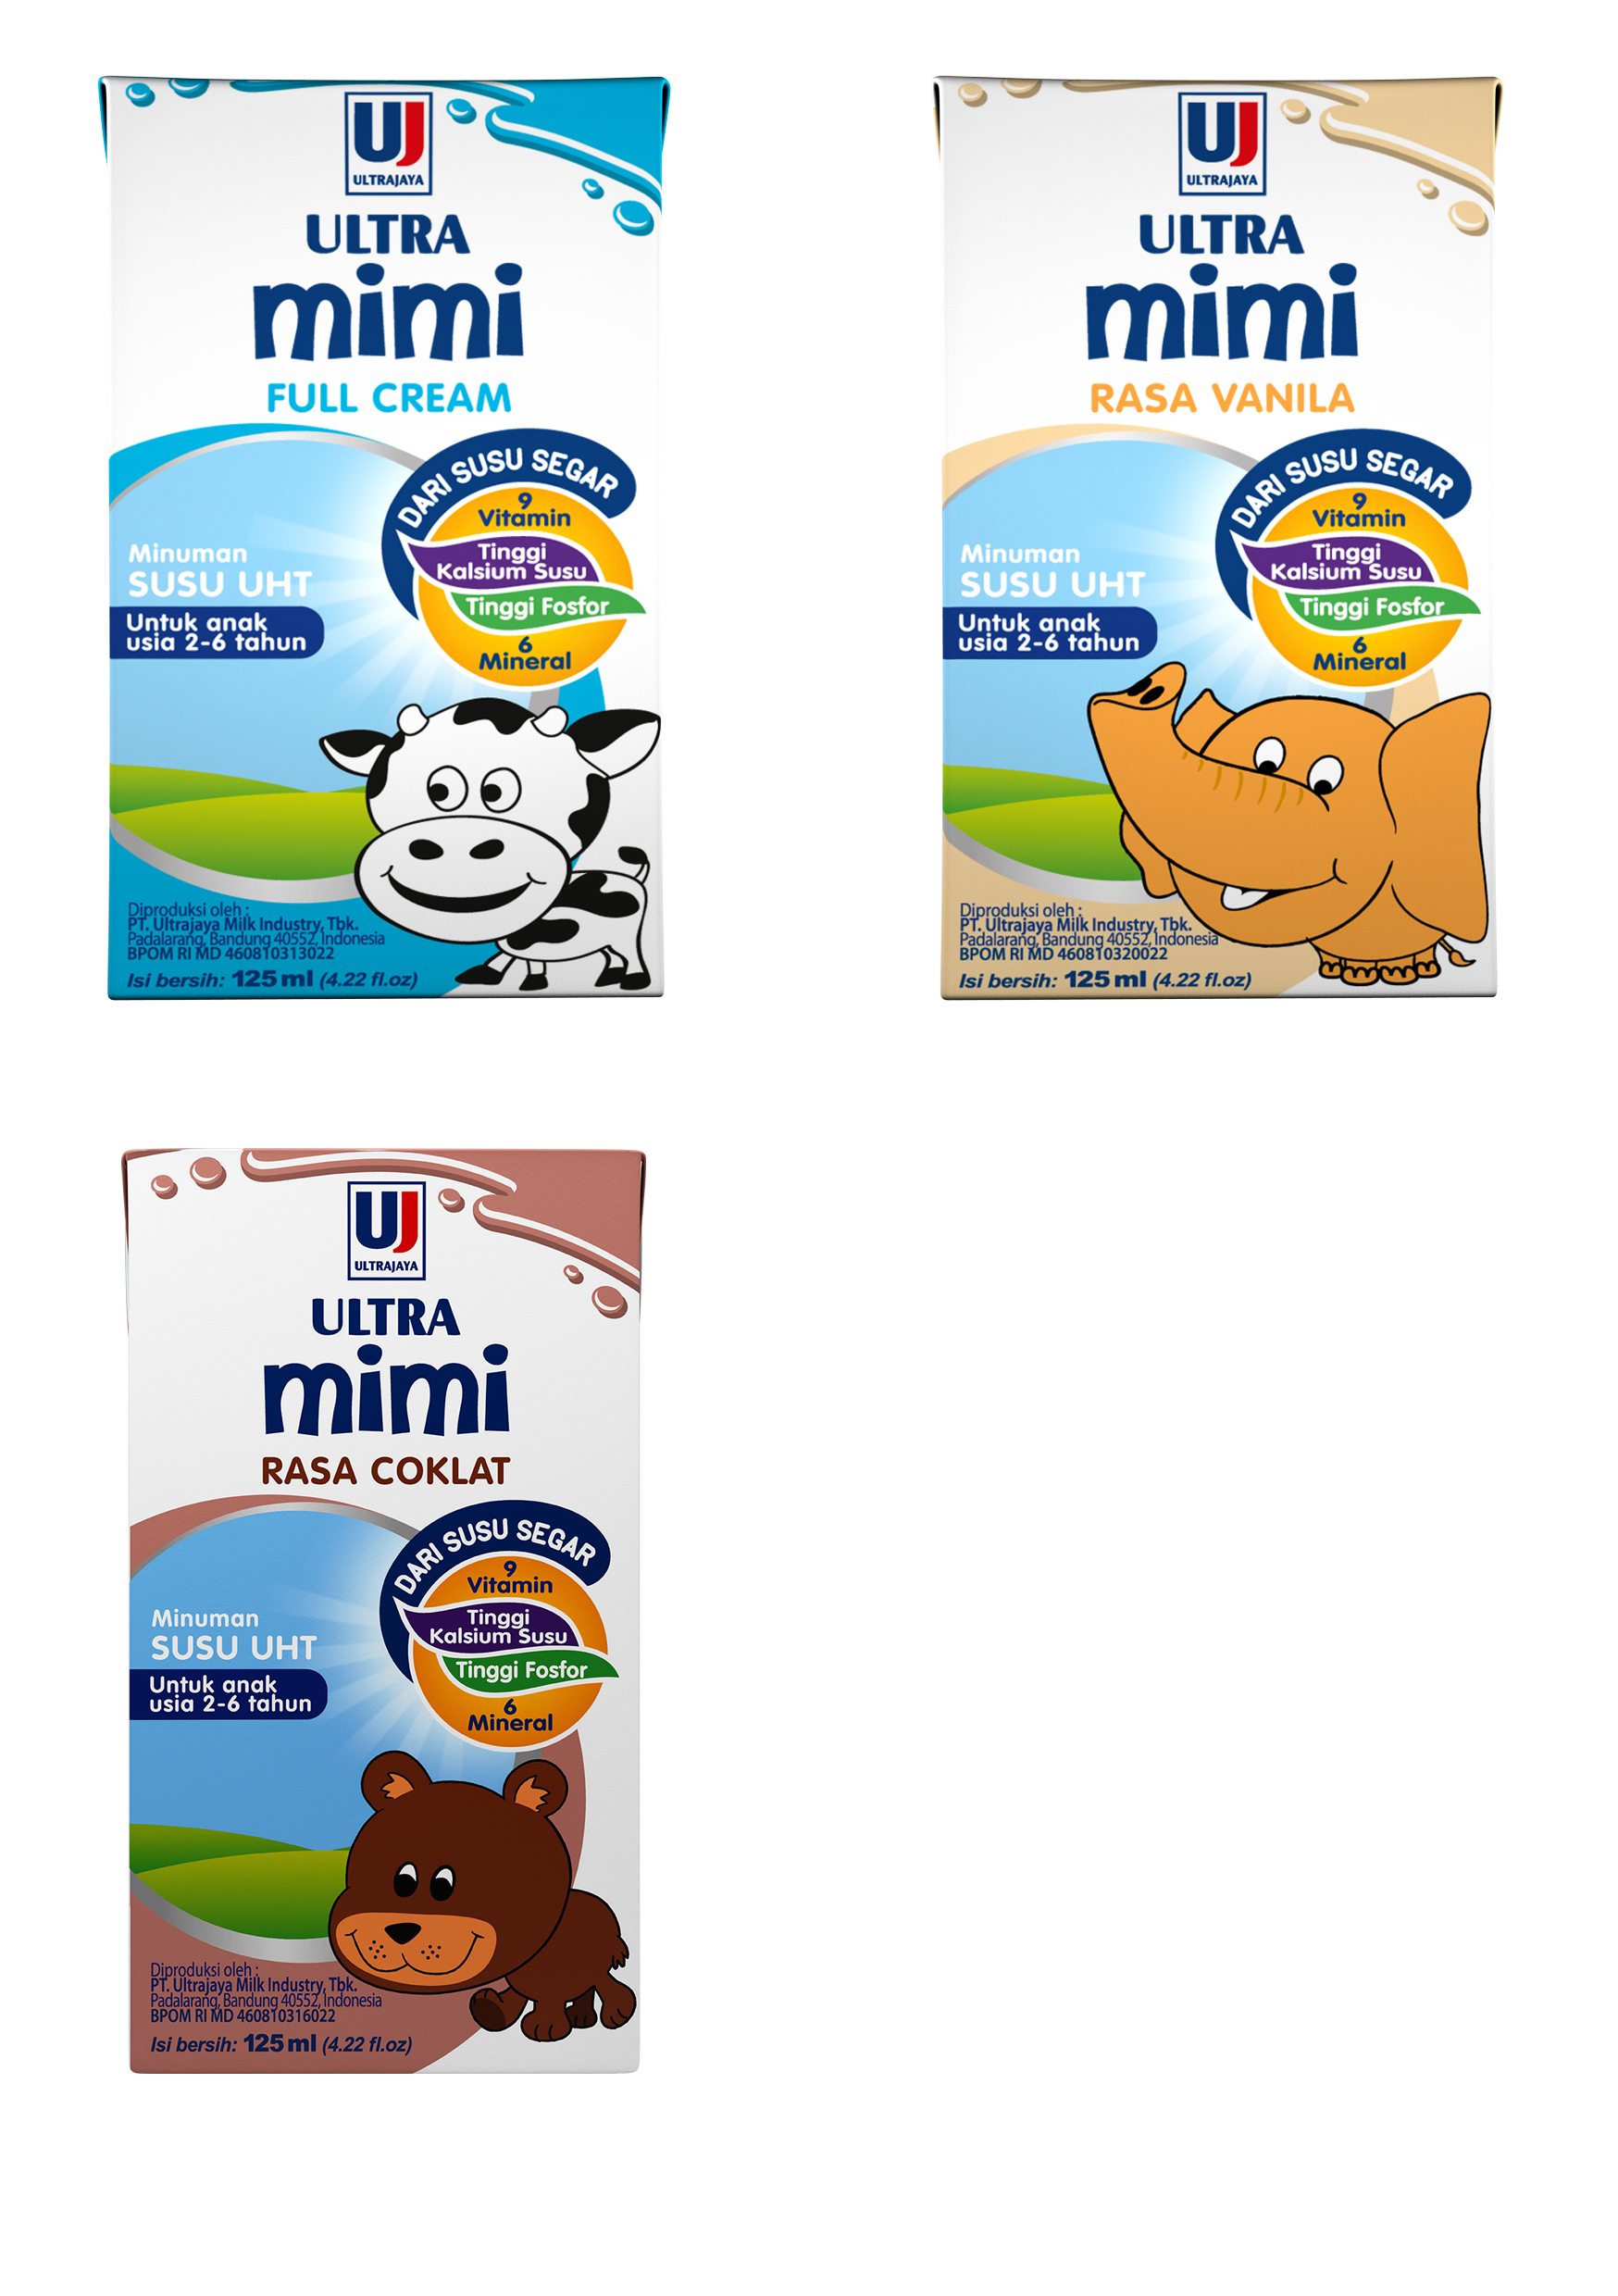 UJ
ULTRAJAYA
ULTRA
mimi
FULL CREAM
DARI SUSU SEGAR
9
Vitamin
Tinggi
Kalsium Susu
Tinggi Fosfor
6
Mineral
Minuman
SUSU UHT
Untuk anak
usia 2-6 tahun
Diproduksi oleh :
PT. Ultrajaya Milk Industry, Tbk.
Padalarang, Bandung 40552, Indonesia
BPOM RI MD 460810313022
Isi bersih: 125 ml (4.22 fl.oz)
UJ
ULTRAJAYA
ULTRA
mimi
RASA VANILA
DARI SUSU SEGAR
9
Vitamin
Tinggi
Kalsium Susu
Tinggi Fosfor
6
Mineral
Minuman
SUSU UHT
Untuk anak
usia 2-6 tahun
Diproduksi oleh :
PT. Ultrajaya Milk Industry, Tbk.
Padalarang, Bandung 40552, Indonesia
BPOM RI MD 460810320022
Isi bersih: 125 ml (4.22 fl.oz)
UJ
ULTRAJAYA
ULTRA
mimi
RASA COKLAT
DARI SUSU SEGAR
9
Vitamin
Tinggi
Kalsium Susu
Tinggi Fosfor
6
Mineral
Minuman
SUSU UHT
Untuk anak
usia 2-6 tahun
Diproduksi oleh :
PT. Ultrajaya Milk Industry, Tbk.
Padalarang, Bandung 40552, Indonesia
BPOM RI MD 460810316022
Isi bersih: 125 ml (4.22 fl.oz)